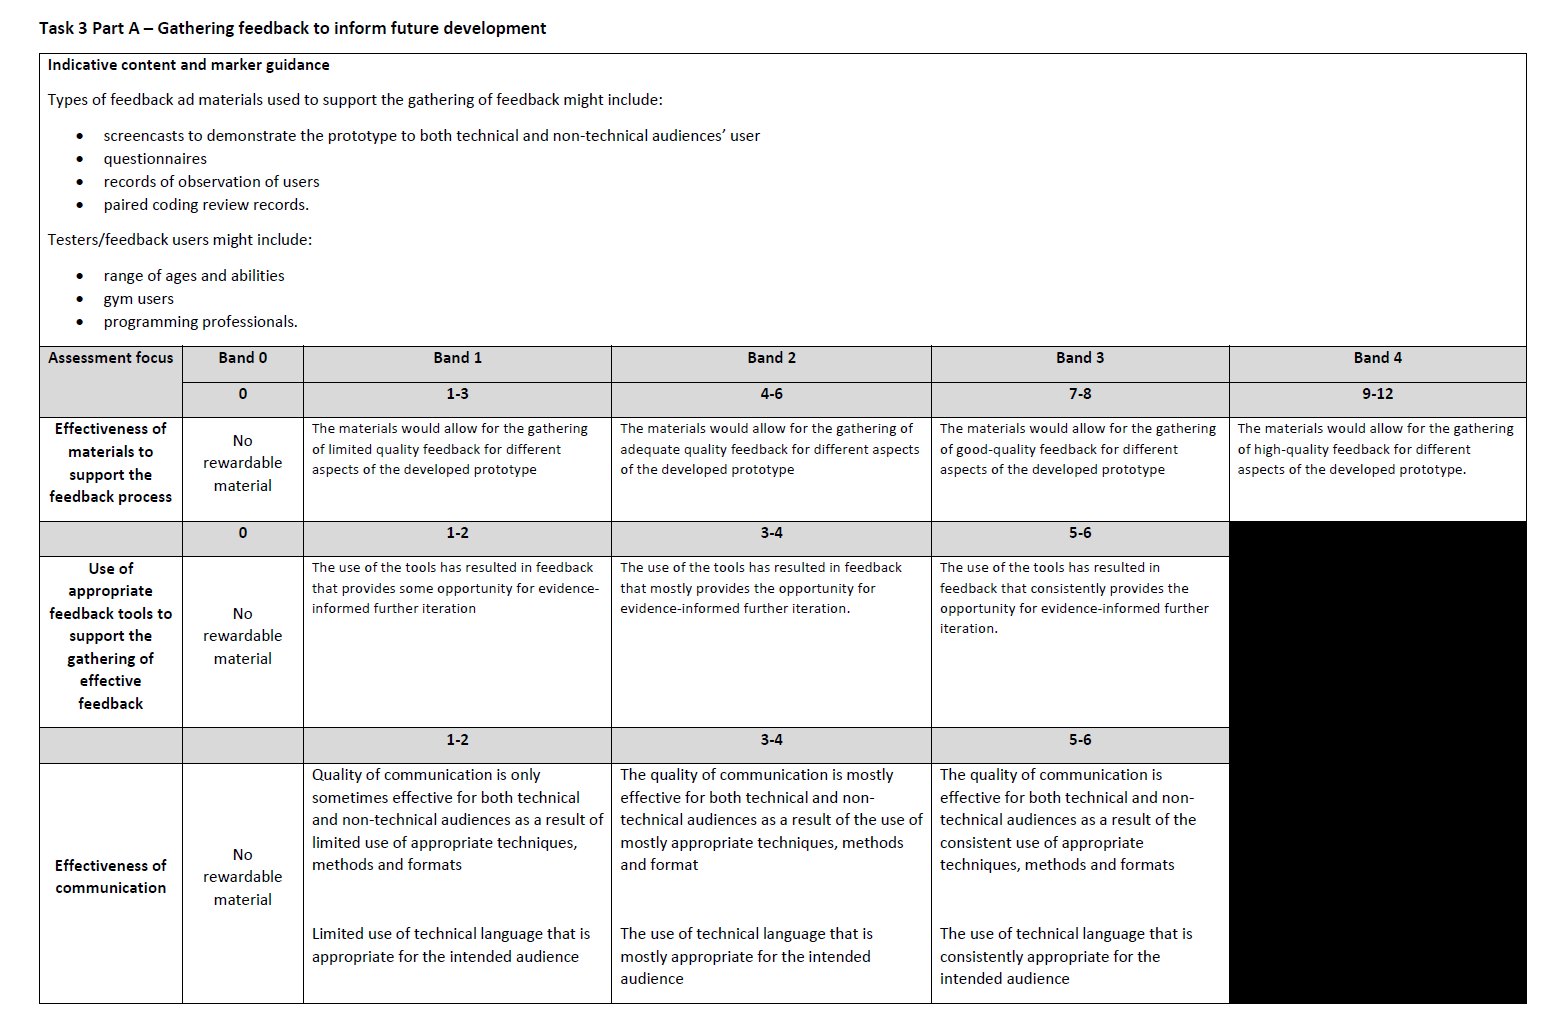 Task 3 Part A – Gathering feedback to inform future development
Indicative content and marker guidance
Types of feedback ad materials used to support the gathering of feedback might include:
• screencasts to demonstrate the prototype to both technical and non-technical audiences’ user
• questionnaires
• records of observation of users
• paired coding review records.
Testers/feedback users might include:
• range of ages and abilities
• gym users
• programming professionals.
Assessment focus
Band 0
Band 1
Band 2
Band 3
Band 4
0
1-3
4-6
7-8
9-12
Effectiveness of
materials to
support the
feedback process
No
rewardable
material
The materials would allow for the gathering
of limited quality feedback for different
aspects of the developed prototype
The materials would allow for the gathering of
adequate quality feedback for different aspects
of the developed prototype
The materials would allow for the gathering
of good-quality feedback for different
aspects of the developed prototype
The materials would allow for the gathering
of high-quality feedback for different
aspects of the developed prototype.
0
1-2
3-4
5-6
Use of
appropriate
feedback tools to
support the
gathering of
effective
feedback
No
rewardable
material
The use of the tools has resulted in feedback
that provides some opportunity for evidence-
informed further iteration
The use of the tools has resulted in feedback
that mostly provides the opportunity for
evidence-informed further iteration.
The use of the tools has resulted in
feedback that consistently provides the
opportunity for evidence-informed further
iteration.
1-2
3-4
5-6
Effectiveness of
communication
No
rewardable
material
Quality of communication is only
sometimes effective for both technical
and non-technical audiences as a result of
limited use of appropriate techniques,
methods and formats
Limited use of technical language that is
appropriate for the intended audience
The quality of communication is mostly
effective for both technical and non-
technical audiences as a result of the use of
mostly appropriate techniques, methods
and format
The use of technical language that is
mostly appropriate for the intended
audience
The quality of communication is
effective for both technical and non-
technical audiences as a result of the
consistent use of appropriate
techniques, methods and formats
The use of technical language that is
consistently appropriate for the
intended audience